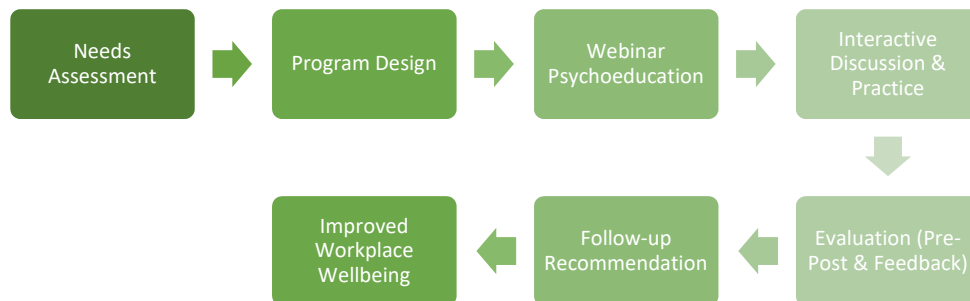 Needs
Assessment
Program Design
Webinar
Psychoeducation
Interactive
Discussion &
Practice
Evaluation (Pre-
Post & Feedback)
Follow-up
Recommendation
Improved
Workplace
Wellbeing